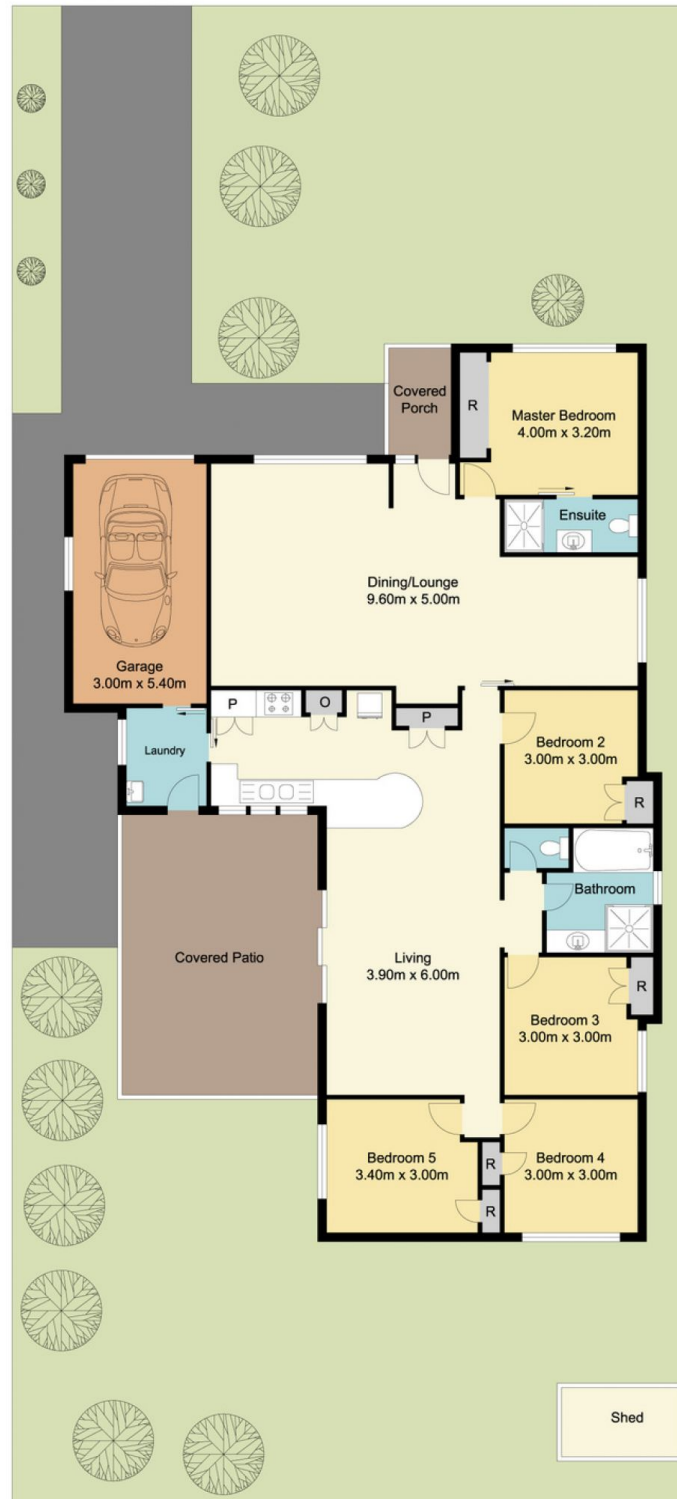 Covered
Porch
R
Master Bedroom
4.00m x 3.20m
Ensuite
Dining/Lounge
9.60m x 5.00m
Garage
3.00m x 5.40m
P
O
P
Laundry
Bedroom 2
3.00m x 3.00m
R
Bathroom
Covered Patio
Living
3.90m x 6.00m
R
Bedroom 3
3.00m x 3.00m
Bedroom 5
3.40m x 3.00m
R
R
Bedroom 4
3.00m x 3.00m
Shed